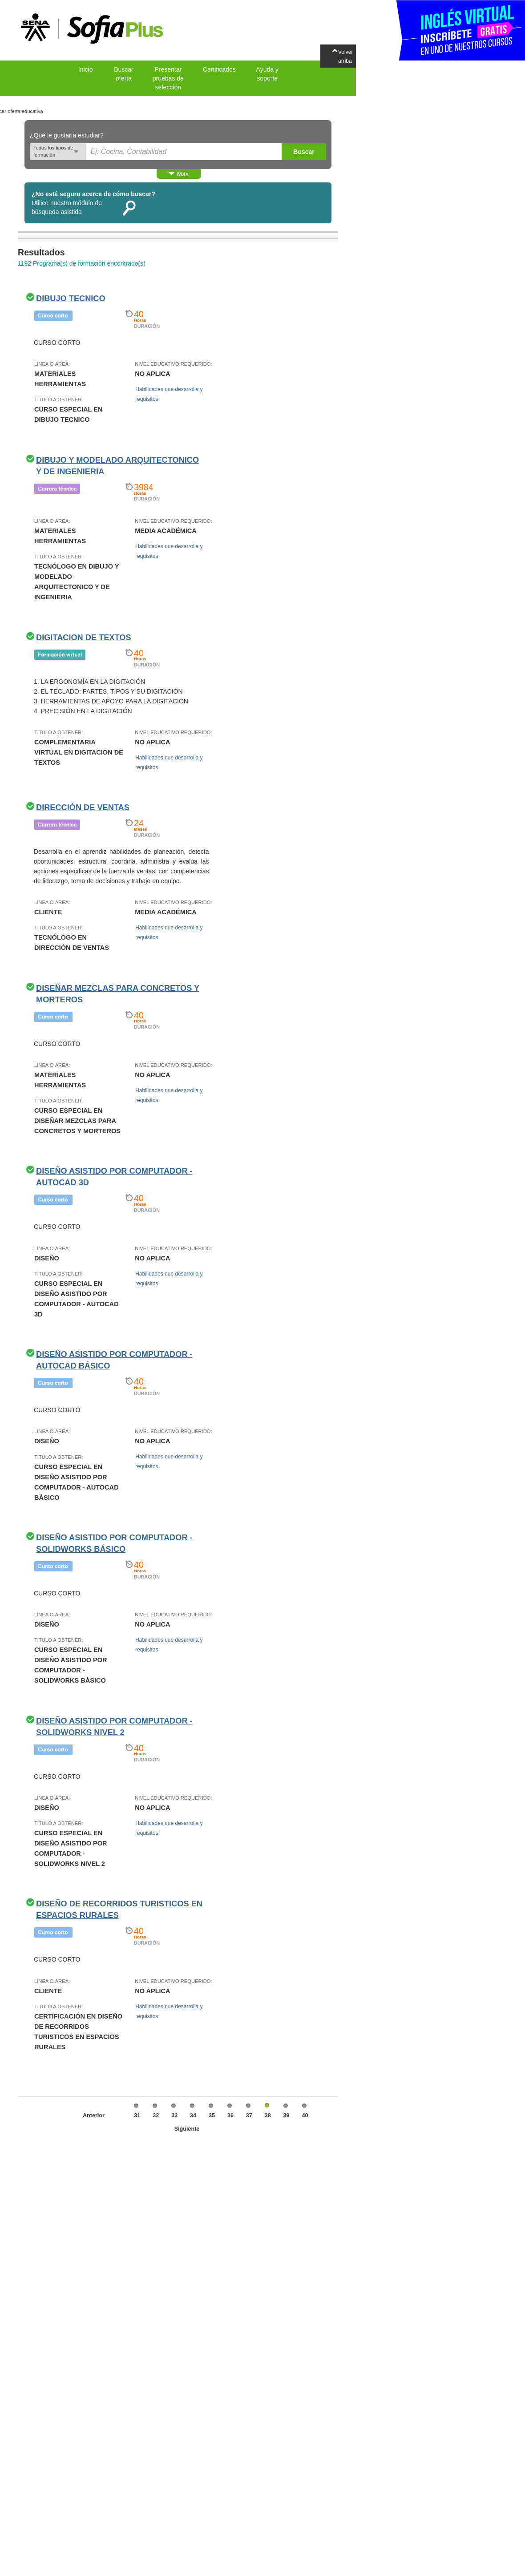 SENA
SofiaPlus
INGLÉS VIRTUAL
INSCRÍBETE GRATIS
EN UNO DE NUESTROS CURSOS
Volver
arriba
Inicio
Buscar
oferta
Presentar
pruebas de
selección
Certificados
Ayuda y
soporte
car oferta educativa
¿Qué le gustaría estudiar?
Todos los tipos de
formación
Ej: Cocina, Contabilidad
Buscar
Más
¿No está seguro acerca de cómo buscar?
Utilice nuestro módulo de
búsqueda asistida
Resultados
1192 Programa(s) de formación encontrado(s)
DIBUJO TECNICO
Curso corto
40
Horas
DURACIÓN
CURSO CORTO
LÍNEA O ÁREA:
MATERIALES
HERRAMIENTAS
TITULO A OBTENER:
CURSO ESPECIAL EN
DIBUJO TECNICO
NIVEL EDUCATIVO REQUERIDO:
NO APLICA
Habilidades que desarrolla y
requisitos
DIBUJO Y MODELADO ARQUITECTONICO
Y DE INGENIERIA
Carrera técnica
3984
Horas
DURACIÓN
LÍNEA O ÁREA:
MATERIALES
HERRAMIENTAS
TITULO A OBTENER:
TECNÓLOGO EN DIBUJO Y
MODELADO
ARQUITECTONICO Y DE
INGENIERIA
NIVEL EDUCATIVO REQUERIDO:
MEDIA ACADÉMICA
Habilidades que desarrolla y
requisitos
DIGITACION DE TEXTOS
Formación virtual
40
Horas
DURACIÓN
1. LA ERGONOMÍA EN LA DIGITACIÓN
2. EL TECLADO: PARTES, TIPOS Y SU DIGITACIÓN
3. HERRAMIENTAS DE APOYO PARA LA DIGITACIÓN
4. PRECISIÓN EN LA DIGITACIÓN
TITULO A OBTENER:
COMPLEMENTARIA
VIRTUAL EN DIGITACION DE
TEXTOS
NIVEL EDUCATIVO REQUERIDO:
NO APLICA
Habilidades que desarrolla y
requisitos
DIRECCIÓN DE VENTAS
Carrera técnica
24
Meses
DURACIÓN
Desarrolla en el aprendiz habilidades de planeación, detecta
oportunidades, estructura, coordina, administra y evalúa las
acciones específicas de la fuerza de ventas, con competencias
de liderazgo, toma de decisiones y trabajo en equipo.
LÍNEA O ÁREA:
CLIENTE
TITULO A OBTENER:
TECNÓLOGO EN
DIRECCIÓN DE VENTAS
NIVEL EDUCATIVO REQUERIDO:
MEDIA ACADÉMICA
Habilidades que desarrolla y
requisitos
DISEÑAR MEZCLAS PARA CONCRETOS Y
MORTEROS
Curso corto
40
Horas
DURACIÓN
CURSO CORTO
LÍNEA O ÁREA:
MATERIALES
HERRAMIENTAS
TITULO A OBTENER:
CURSO ESPECIAL EN
DISEÑAR MEZCLAS PARA
CONCRETOS Y MORTEROS
NIVEL EDUCATIVO REQUERIDO:
NO APLICA
Habilidades que desarrolla y
requisitos
DISEÑO ASISTIDO POR COMPUTADOR -
AUTOCAD 3D
Curso corto
40
Horas
DURACIÓN
CURSO CORTO
LÍNEA O ÁREA:
DISEÑO
TITULO A OBTENER:
CURSO ESPECIAL EN
DISEÑO ASISTIDO POR
COMPUTADOR - AUTOCAD
3D
NIVEL EDUCATIVO REQUERIDO:
NO APLICA
Habilidades que desarrolla y
requisitos
DISEÑO ASISTIDO POR COMPUTADOR -
AUTOCAD BÁSICO
Curso corto
40
Horas
DURACIÓN
CURSO CORTO
LÍNEA O ÁREA:
DISEÑO
TITULO A OBTENER:
CURSO ESPECIAL EN
DISEÑO ASISTIDO POR
COMPUTADOR - AUTOCAD
BÁSICO
NIVEL EDUCATIVO REQUERIDO:
NO APLICA
Habilidades que desarrolla y
requisitos
DISEÑO ASISTIDO POR COMPUTADOR -
SOLIDWORKS BÁSICO
Curso corto
40
Horas
DURACIÓN
CURSO CORTO
LÍNEA O ÁREA:
DISEÑO
TITULO A OBTENER:
CURSO ESPECIAL EN
DISEÑO ASISTIDO POR
COMPUTADOR -
SOLIDWORKS BÁSICO
NIVEL EDUCATIVO REQUERIDO:
NO APLICA
Habilidades que desarrolla y
requisitos
DISEÑO ASISTIDO POR COMPUTADOR -
SOLIDWORKS NIVEL 2
Curso corto
40
Horas
DURACIÓN
CURSO CORTO
LÍNEA O ÁREA:
DISEÑO
TITULO A OBTENER:
CURSO ESPECIAL EN
DISEÑO ASISTIDO POR
COMPUTADOR -
SOLIDWORKS NIVEL 2
NIVEL EDUCATIVO REQUERIDO:
NO APLICA
Habilidades que desarrolla y
requisitos
DISEÑO DE RECORRIDOS TURISTICOS EN
ESPACIOS RURALES
Curso corto
40
Horas
DURACIÓN
CURSO CORTO
LÍNEA O ÁREA:
CLIENTE
TITULO A OBTENER:
CERTIFICACIÓN EN DISEÑO
DE RECORRIDOS
TURISTICOS EN ESPACIOS
RURALES
NIVEL EDUCATIVO REQUERIDO:
NO APLICA
Habilidades que desarrolla y
requisitos
Anterior 31 32 33 34 35 36 37 38 39 40
Siguiente